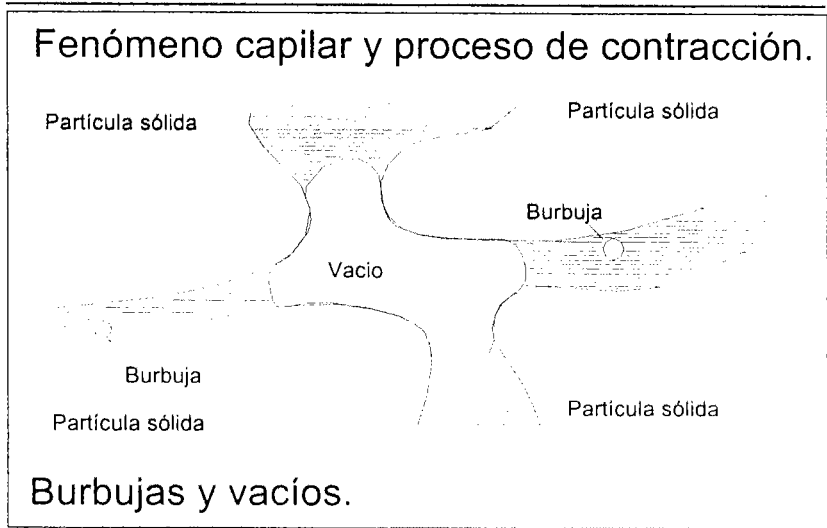 Fenómeno capilar y proceso de contracción.
Partícula sólida
Partícula sólida
Burbuja
Vacio
Burbuja
Partícula sólida
Partícula sólida
Burbujas y vacíos.